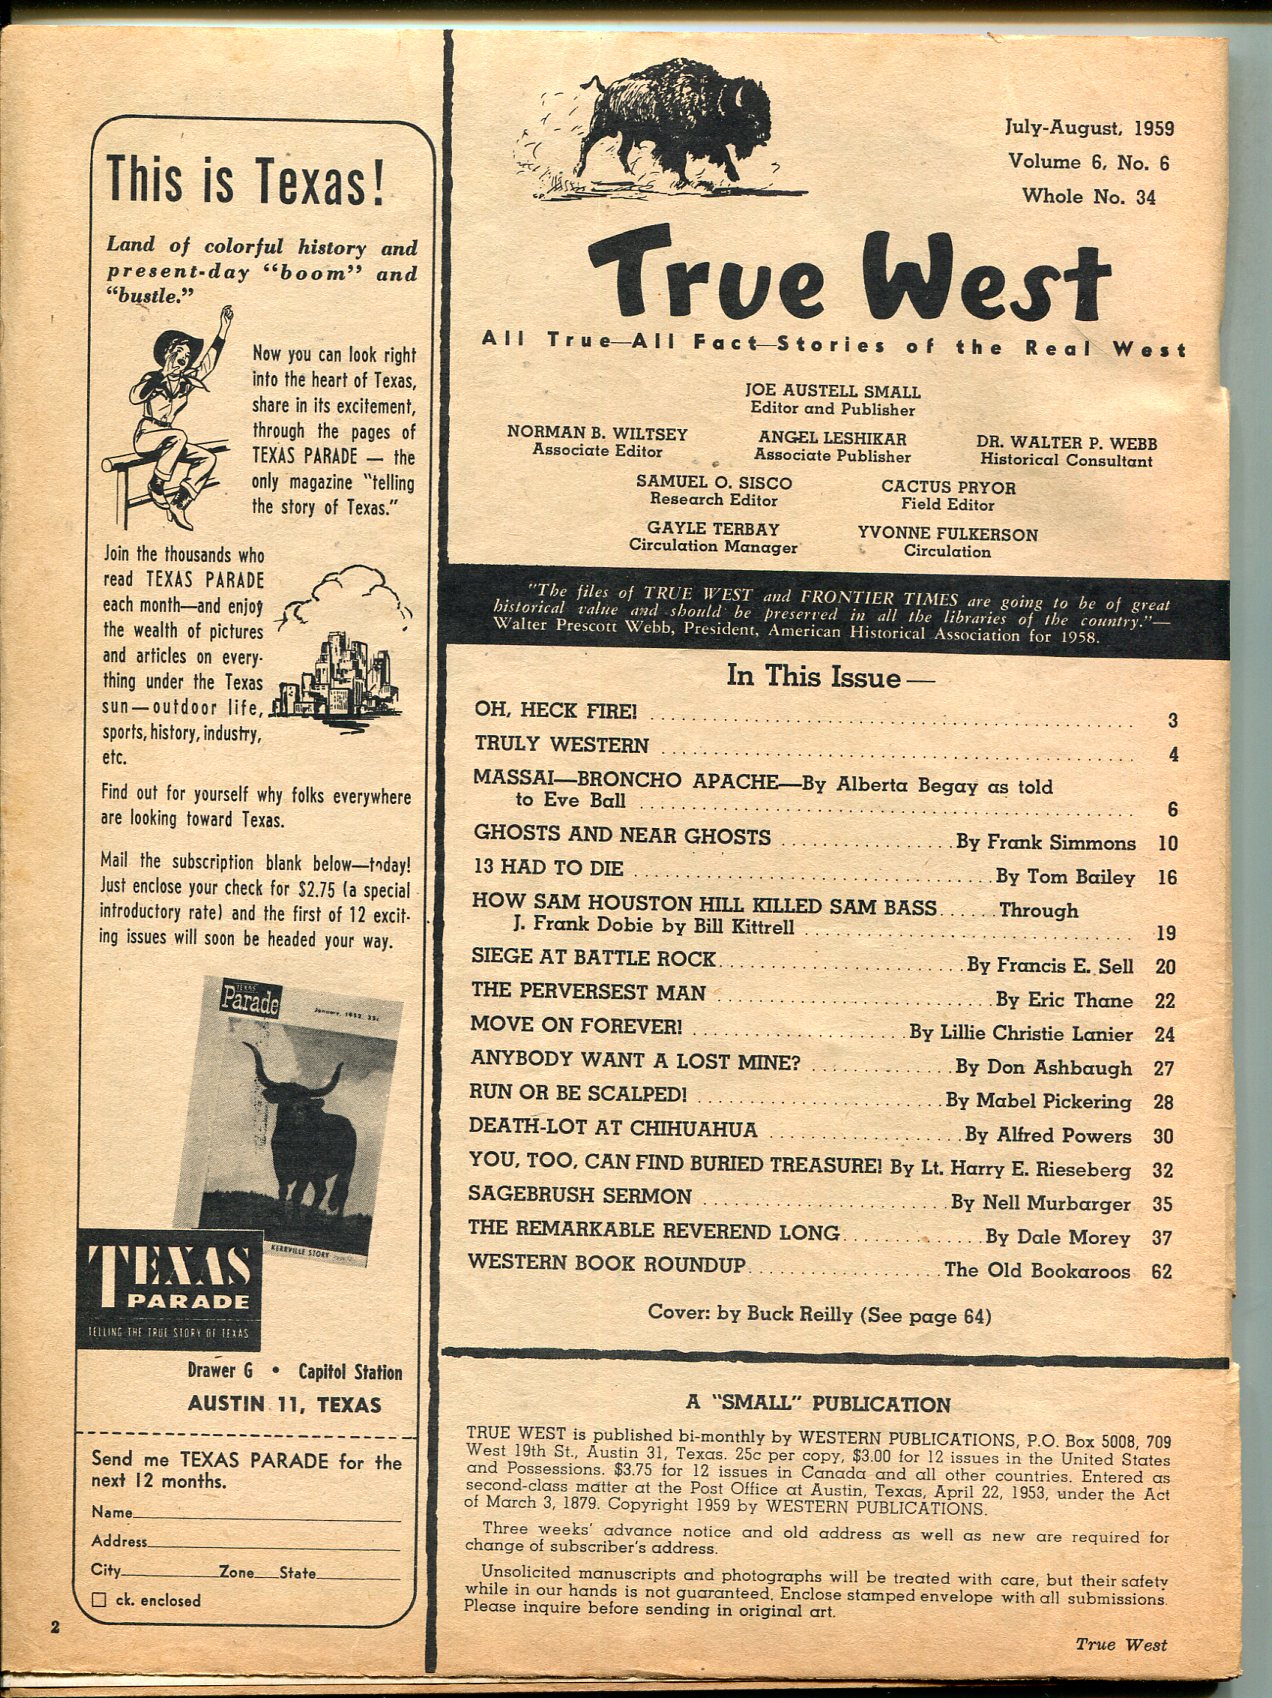 This is Texas!
Land of colorful history and
present-day "boom" and
"bustle."
Now you can look right
into the heart of Texas,
share in its excitement,
through the pages of
TEXAS PARADE — the
only magazine "telling
the story of Texas."
Join the thousands who
read TEXAS PARADE
each month—and enjoy
the wealth of pictures
and articles on every-
thing under the Texas
sun—outdoor life,
sports, history, industry,
etc.
Find out for yourself why folks everywhere
are looking toward Texas.
Mail the subscription blank below—today!
Just enclose your check for $2.75 (a special
introductory rate) and the first of 12 excit-
ing issues will soon be headed your way.
TEXAS
Parade
KERRVILLE STORY
TEXAS
PARADE
TELLING THE TRUE STORY OF TEXAS
Drawer G • Capitol Station
AUSTIN 11, TEXAS
Send me TEXAS PARADE for the
next 12 months.
Name
Address
City Zone State
ck. enclosed
2
July-August, 1959
Volume 6, No. 6
Whole No. 34
True West
All True—All Fact—Stories of the Real West
JOE AUSTELL SMALL
Editor and Publisher
NORMAN B. WILTSEY
Associate Editor
ANGEL LESHIKAR
Associate Publisher
DR. WALTER P. WEBB
Historical Consultant
SAMUEL O. SISCO
Research Editor
CACTUS PRYOR
Field Editor
GAYLE TERBAY
Circulation Manager
YVONNE FULKERSON
Circulation
"The files of TRUE WEST and FRONTIER TIMES are going to be of great
historical value and should be preserved in all the libraries of the country."—
Walter Prescott Webb, President, American Historical Association for 1958.
In This Issue—
OH, HECK FIRE! 3
TRULY WESTERN 4
MASSAI—BRONCHO APACHE—By Alberta Begay as told
to Eve Ball 6
GHOSTS AND NEAR GHOSTS By Frank Simmons 10
13 HAD TO DIE By Tom Bailey 16
HOW SAM HOUSTON HILL KILLED SAM BASS Through
J. Frank Dobie by Bill Kittrell 19
SIEGE AT BATTLE ROCK By Francis E. Sell 20
THE PERVERSEST MAN By Eric Thane 22
MOVE ON FOREVER! By Lillie Christie Lanier 24
ANYBODY WANT A LOST MINE? By Don Ashbaugh 27
RUN OR BE SCALPED! By Mabel Pickering 28
DEATH-LOT AT CHIHUAHUA By Alfred Powers 30
YOU, TOO, CAN FIND BURIED TREASURE! By Lt. Harry E. Rieseberg 32
SAGEBRUSH SERMON By Nell Murbarger 35
THE REMARKABLE REVEREND LONG By Dale Morey 37
WESTERN BOOK ROUNDUP The Old Bookaroos 62
Cover: by Buck Reilly (See page 64)
A "SMALL" PUBLICATION
TRUE WEST is published bi-monthly by WESTERN PUBLICATIONS, P.O. Box 5008, 709
West 19th St., Austin 31, Texas. 25c per copy, $3.00 for 12 issues in the United States
and Possessions. $3.75 for 12 issues in Canada and all other countries. Entered as
second-class matter at the Post Office at Austin, Texas, April 22, 1953, under the Act
of March 3, 1879. Copyright 1959 by WESTERN PUBLICATIONS.
Three weeks' advance notice and old address as well as new are required for
change of subscriber's address.
Unsolicited manuscripts and photographs will be treated with care, but their safety
while in our hands is not guaranteed. Enclose stamped envelope with all submissions.
Please inquire before sending in original art.
True West